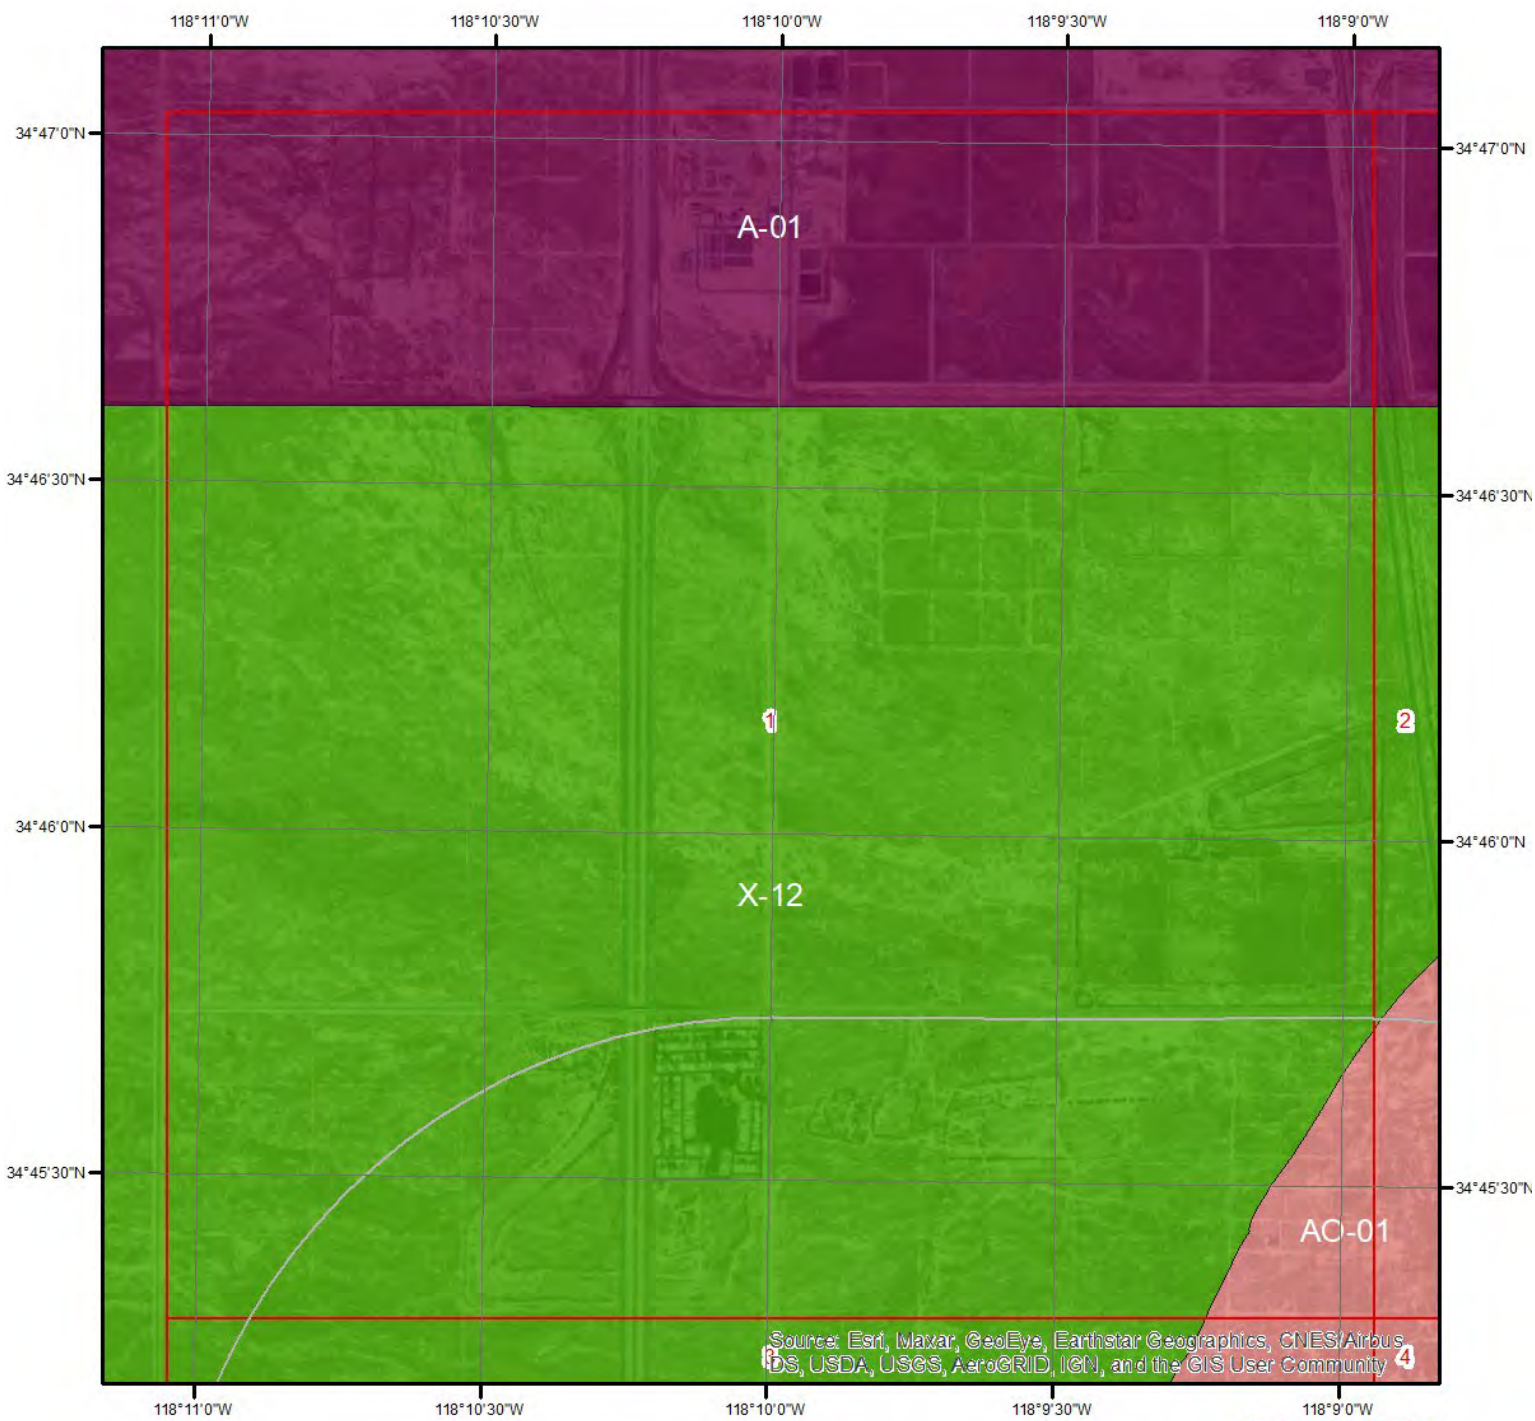 118°11'0"W 118°10'30"W 118°10'0"W 118°9'30"W 118°9'0"W
34°47'0"N
34°47'0"N
A-01
34°46'30"N
34°46'30"N
1
2
34°46'0"N
34°46'0"N
X-12
34°45'30"N
34°45'30"N
AO-01
Source: Esri, Maxar, GeoEye, Earthstar Geographics, CNES/Airbus
DS, USDA, USGS, AeroGRID, IGN, and the GIS User Community
3
4
118°11'0"W 118°10'30"W 118°10'0"W 118°9'30"W 118°9'0"W